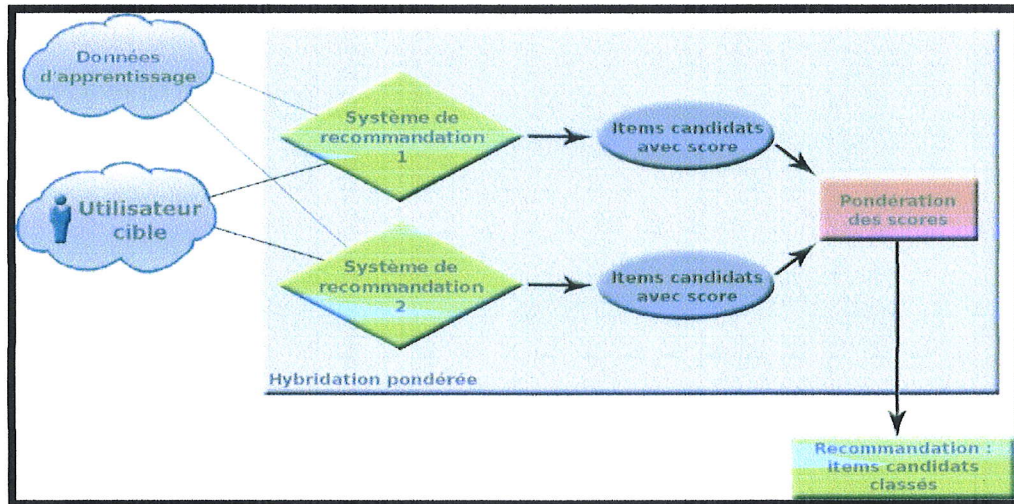 Données
d'apprentissage
Système de
recommandation
1
Items candidats
avec score
Utilisateur
cible
Pondération
des scores
Système de
recommandation
2
Items candidats
avec score
Hybridation pondérée
Recommandation :
items candidats
classés